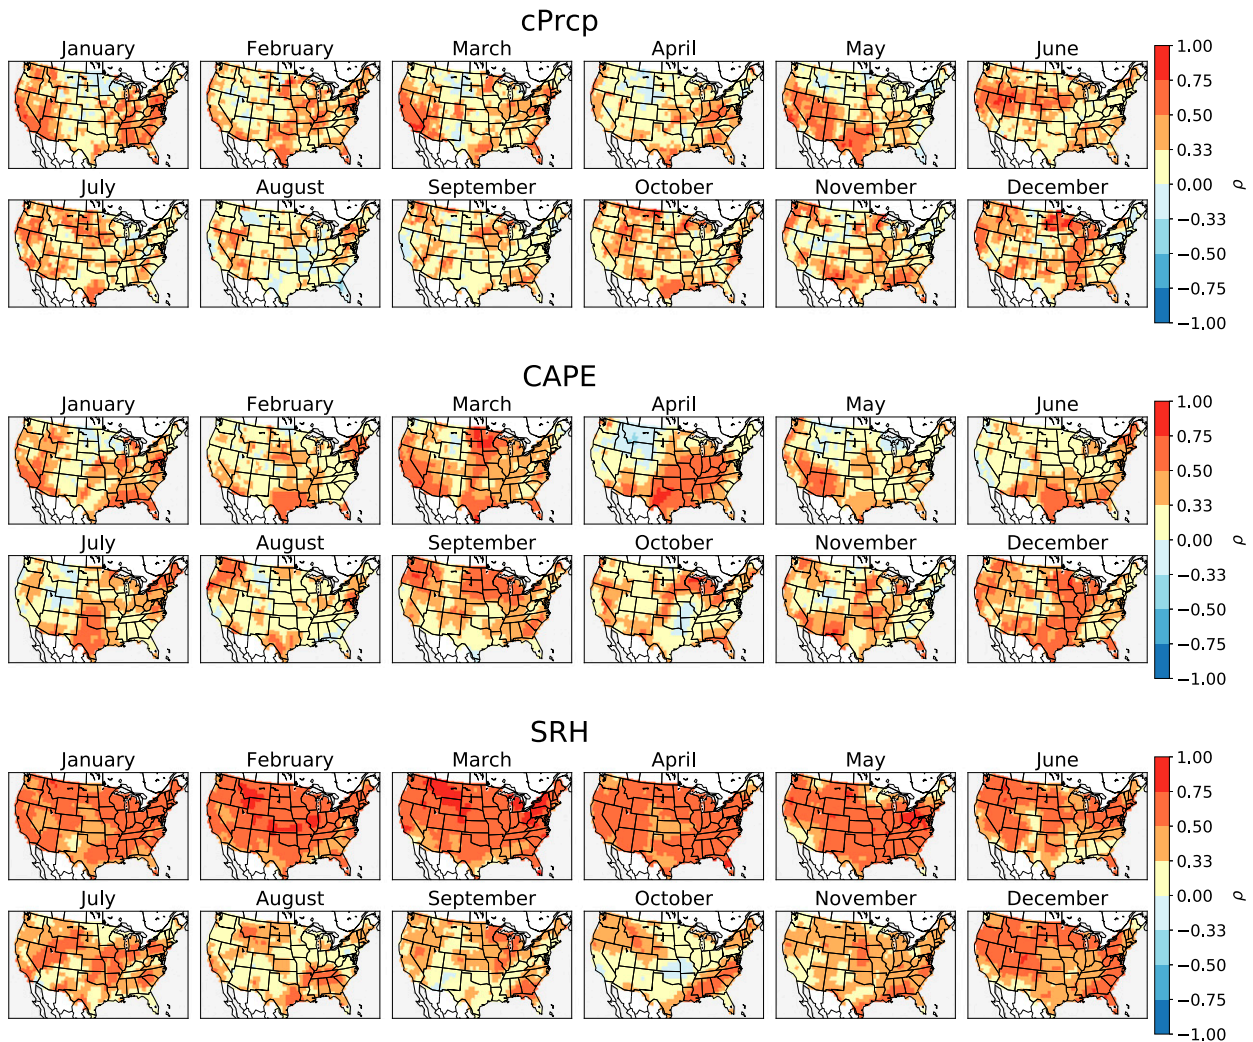 cPrcp
January February March April May June
July August September October November December
1.00
0.75
0.50
0.33
0.00
−0.33
−0.50
−0.75
−1.00
ρ
CAPE
January February March April May June
July August September October November December
1.00
0.75
0.50
0.33
0.00
−0.33
−0.50
−0.75
−1.00
ρ
SRH
January February March April May June
July August September October November December
1.00
0.75
0.50
0.33
0.00
−0.33
−0.50
−0.75
−1.00
ρ